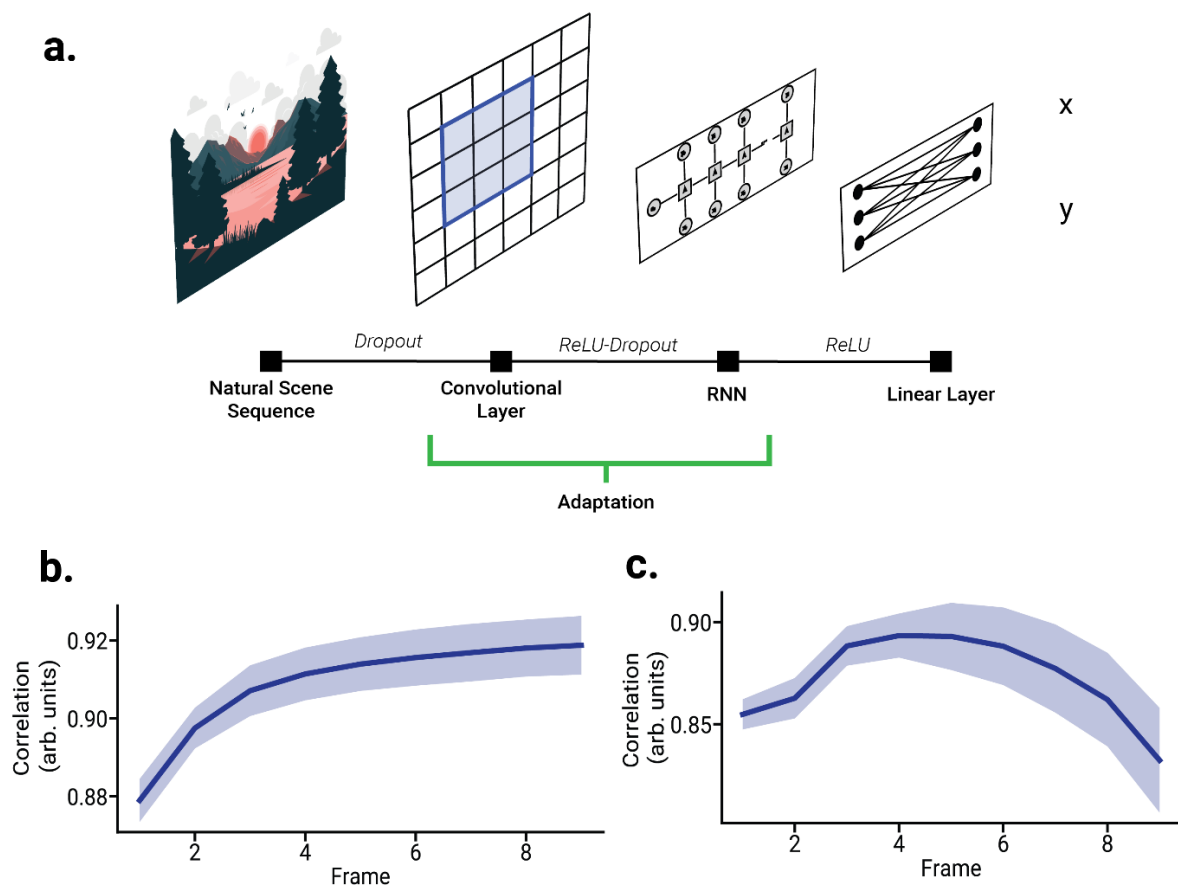 a.
x
y
Dropout
ReLU-Dropout
ReLU
Natural Scene
Sequence
Convolutional
Layer
RNN
Linear Layer
Adaptation
b.
Correlation
(arb. units)
0.92
0.90
0.88
2
4
6
8
Frame
c.
Correlation
(arb. units)
0.90
0.85
2
4
6
8
Frame